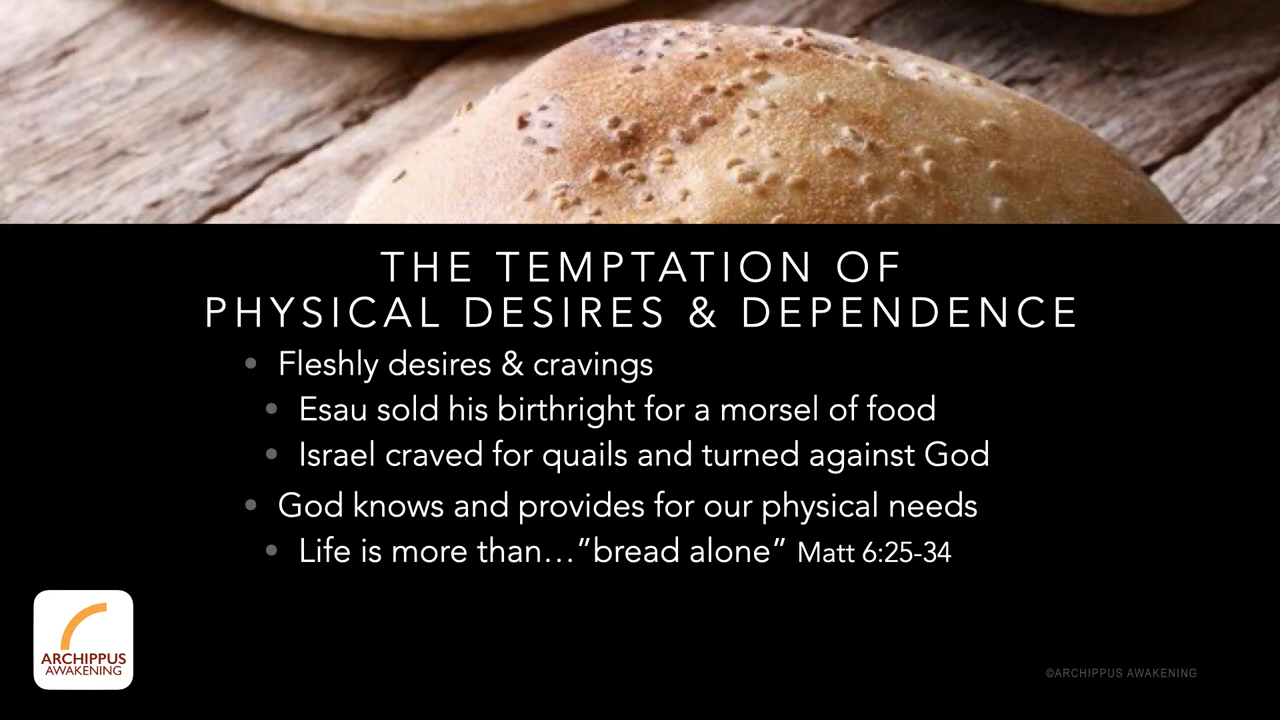 THE TEMPTATION OF
PHYSICAL DESIRES & DEPENDENCE
• Fleshly desires & cravings
• Esau sold his birthright for a morsel of food
• Israel craved for quails and turned against God
• God knows and provides for our physical needs
• Life is more than…”bread alone” Matt 6:25-34
ARCHIPPUS
AWAKENING
©ARCHIPPUS AWAKENING